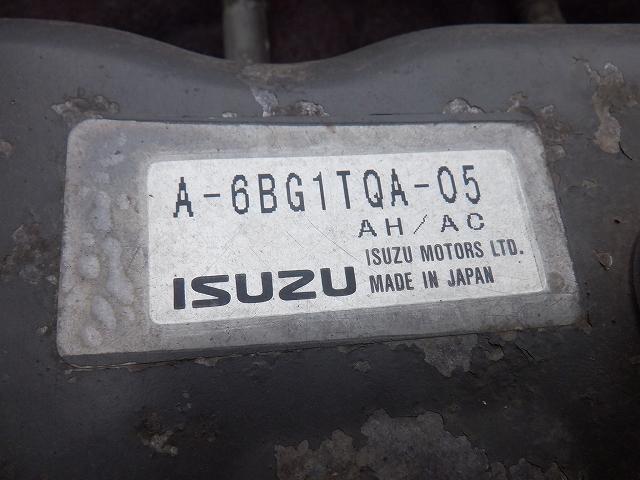 A-6BG1TQA-05
AH/AC
ISUZU MOTORS LTD.
ISUZU MADE IN JAPAN